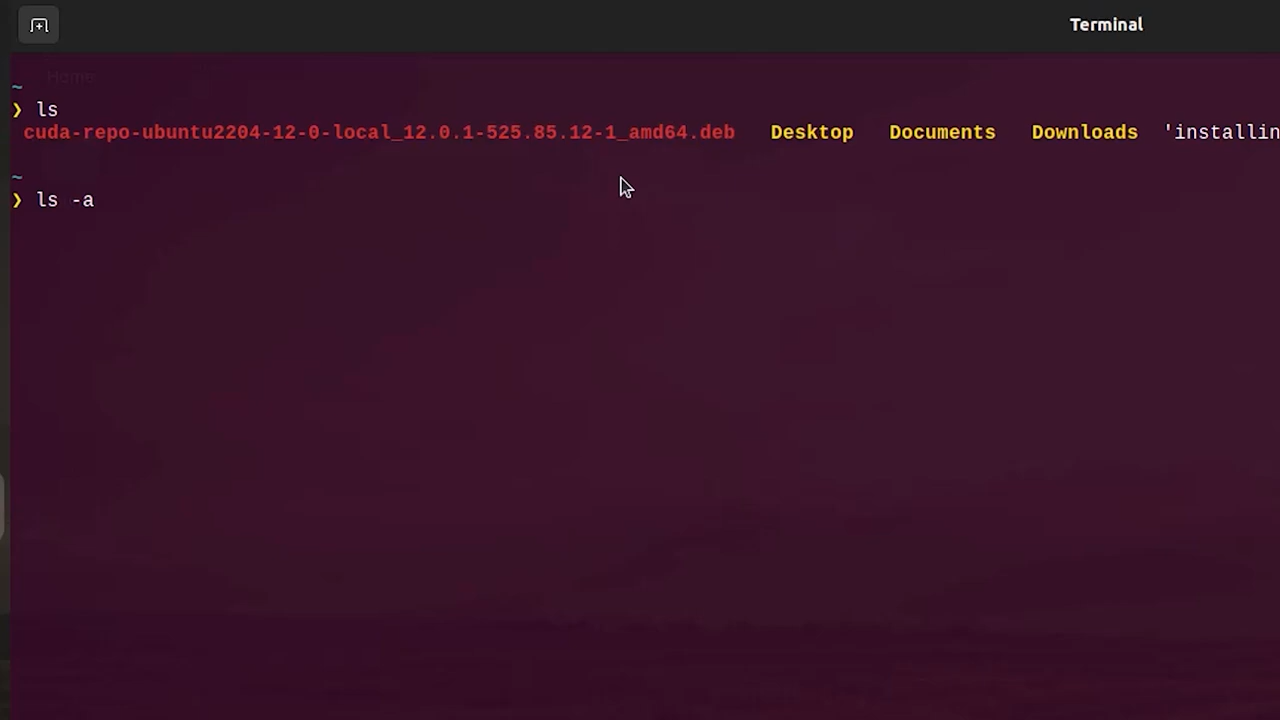 Terminal
Home
~
❯ ls
cuda-repo-ubuntu2204-12-0-local_12.0.1-525.85.12-1_amd64.deb Desktop Documents Downloads 'installin
~
❯ ls -a